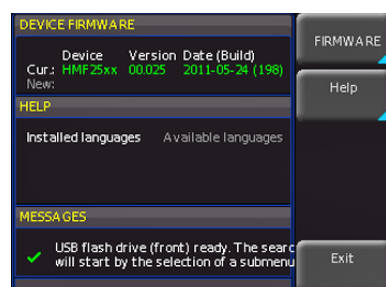 DEVICE FIRMWARE
Device Version Date (Build)
Cur.: HMF25xx 00.025 2011-05-24 (198)
New:
HELP
Installed languages Available languages
MESSAGES
USB flash drive (front) ready. The searc
will start by the selection of a submenu
FIRMWARE
Help
Exit